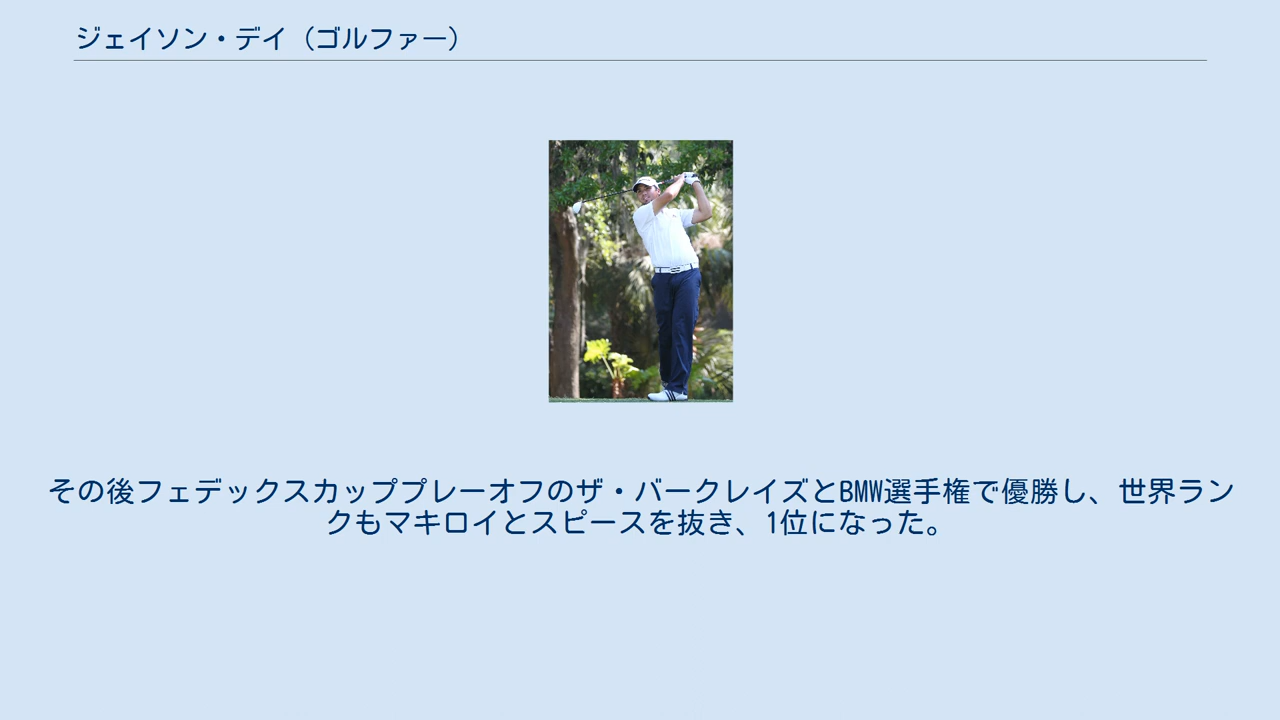 ジェイソン・デイ（ゴルファー）
その後フェデックスカッププレーオフのザ・バークレイズとBMW選手権で優勝し、世界ラン
クもマキロイとスピースを抜き、1位になった。